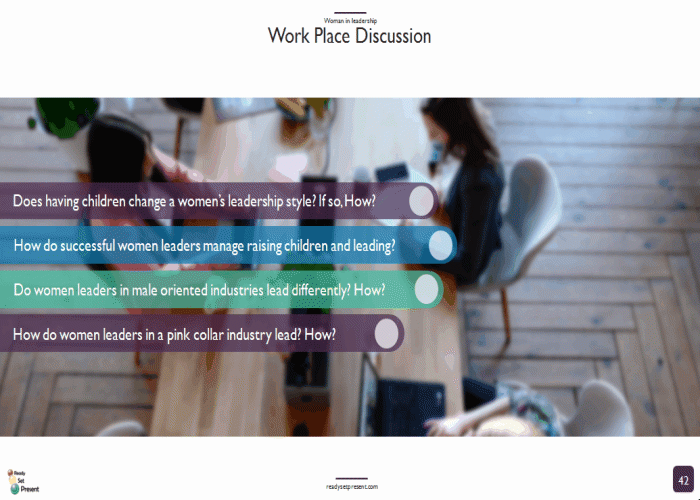 Woman in leadership
Work Place Discussion
Does having children change a women's leadership style? If so, How?
How do successful women leaders manage raising children and leading?
Do women leaders in male oriented industries lead differently? How?
How do women leaders in a pink collar industry lead? How?
Ready
Set
Present
readysetpresent.com
42